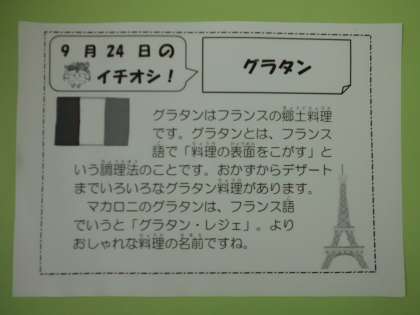 9月24日の
イチオシ！
グラタン
グラタンはフランスの郷土料理
です。グラタンとは、フランス
語で「料理の表面をこがす」と
いう調理法のことです。おかずからデザート
までいろいろなグラタン料理があります。
マカロニのグラタンは、フランス語
でいうと「グラタン・レジェ」。より
おしゃれな料理の名前ですね。